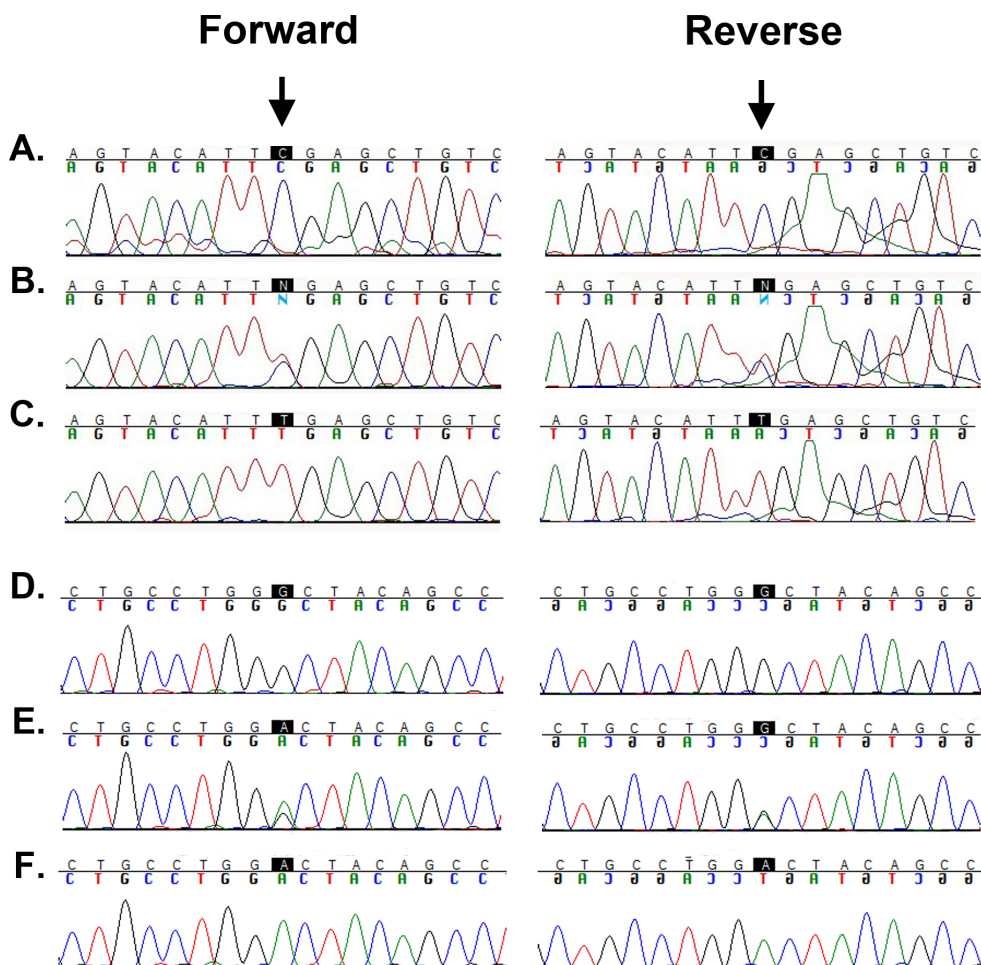 Forward Reverse
A.
A G T A C A T T C G A G C T G T C
A G T A C A T T C G A G C T G T C
A G T A C A T T C G A G C T G T C
T C A T G T A A G C T C G A C A G
B.
A G T A C A T T N G A G C T G T C
A G T A C A T T N G A G C T G T C
A G T A C A T T N G A G C T G T C
T C A T G T A A N C T C G A C A G
C.
A G T A C A T T T G A G C T G T C
A G T A C A T T T G A G C T G T C
A G T A C A T T T G A G C T G T C
T C A T G T A A A C T C G A C A G
D.
C T G C C T G G G C T A C A G C C
C T G C C T G G G C T A C A G C C
C T G C C T G G G C T A C A G C C
G A C G G A C C C G A T G T C G G
E.
C T G C C T G G A C T A C A G C C
C T G C C T G G A C T A C A G C C
C T G C C T G G G C T A C A G C C
G A C G G A C C C G A T G T C G G
F.
C T G C C T G G A C T A C A G C C
C T G C C T G G A C T A C A G C C
C T G C C T G G A C T A C A G C C
G A C G G A C C T G A T G T C G G